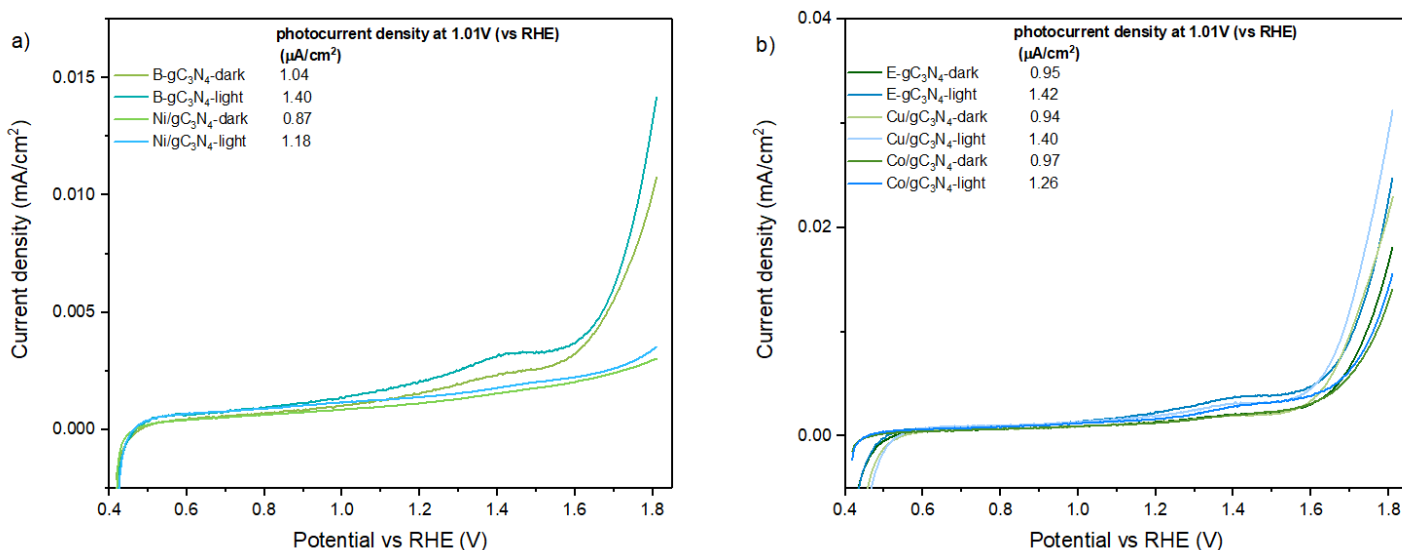 a)
photocurrent density at 1.01V (vs RHE)
(μA/cm²)
B-gC₃N₄-dark 1.04
B-gC₃N₄-light 1.40
Ni/gC₃N₄-dark 0.87
Ni/gC₃N₄-light 1.18
0.015
0.010
0.005
0.000
Current density (mA/cm²)
0.4 0.6 0.8 1.0 1.2 1.4 1.6 1.8
Potential vs RHE (V)
b)
photocurrent density at 1.01V (vs RHE)
(μA/cm²)
E-gC₃N₄-dark 0.95
E-gC₃N₄-light 1.42
Cu/gC₃N₄-dark 0.94
Cu/gC₃N₄-light 1.40
Co/gC₃N₄-dark 0.97
Co/gC₃N₄-light 1.26
0.04
0.02
0.00
Current density (mA/cm²)
0.4 0.6 0.8 1.0 1.2 1.4 1.6 1.8
Potential vs RHE (V)